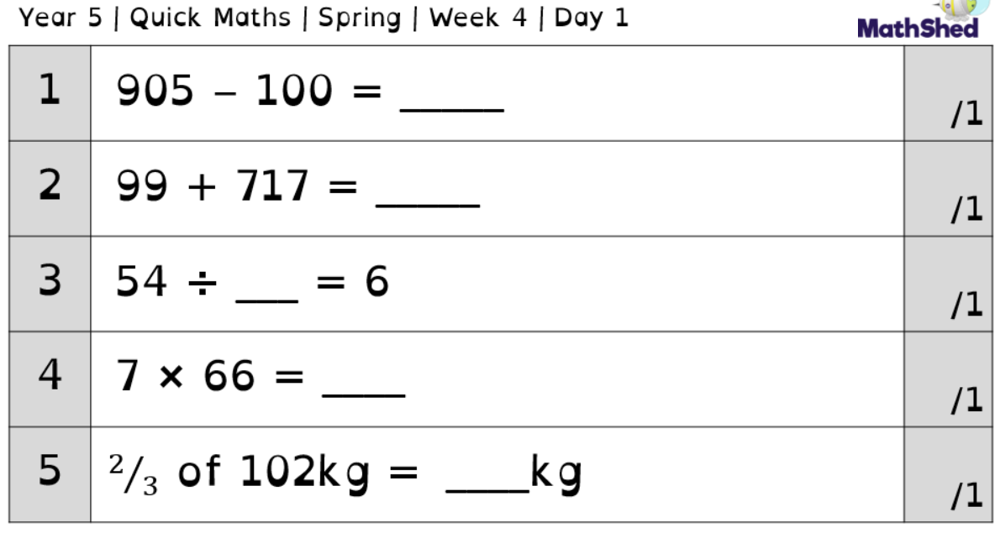 Year 5 | Quick Maths | Spring | Week 4 | Day 1
MathShed
1 905 – 100 = _____ /1
2 99 + 717 = _____ /1
3 54 ÷ ___ = 6 /1
4 7 × 66 = ____ /1
5 2/3 of 102kg = ____kg /1